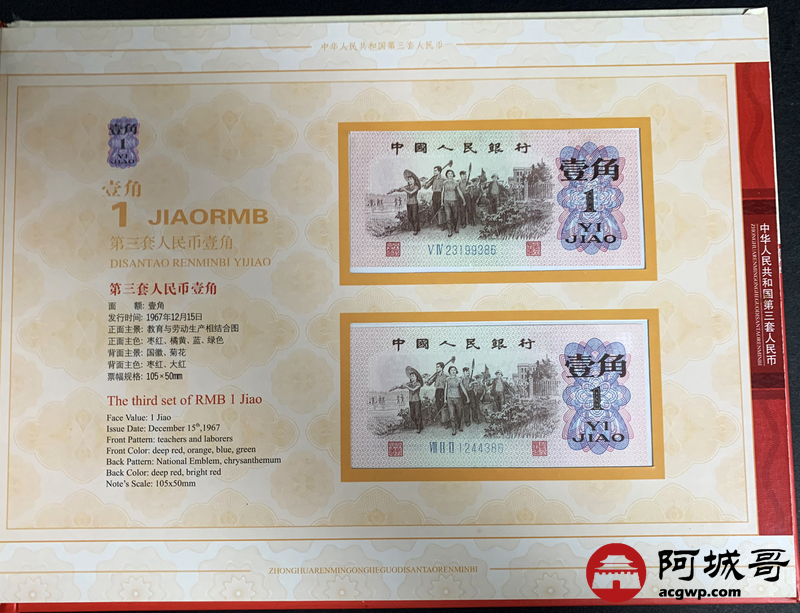 中华人民共和国第三套人民币
壹角
1
YI
JIAO
壹角
1 JIAORMB
第三套人民币壹角
DISANTAO RENMINBI YIJIAO
第三套人民币壹角
面 额: 壹角
发行时间: 1967年12月15日
正面主景: 教育与劳动生产相结合图
正面主色: 枣红、橘黄、蓝、绿色
背面主景: 国徽、菊花
背面主色: 枣红、大红
票幅规格: 105×50mm
The third set of RMB 1 Jiao
Face Value: 1 Jiao
Issue Date: December 15th,1967
Front Pattern: teachers and laborers
Front Color: deep red, orange, blue, green
Back Pattern: National Emblem, chrysanthemum
Back Color: deep red, bright red
Note's Scale: 105x50mm
中國人民銀行
壹角
1
YI
JIAO
V IV 23199386
中國人民銀行
壹角
1
YI
JIAO
VIII II II 1244386
中华人民共和国第三套人民币
ZHONGHUARENMINGONGHEGUODISANTAORENMINBI
ZHONGHUARENMINGONGHEGUODISANTAORENMINBI
阿城哥
acgwp.com